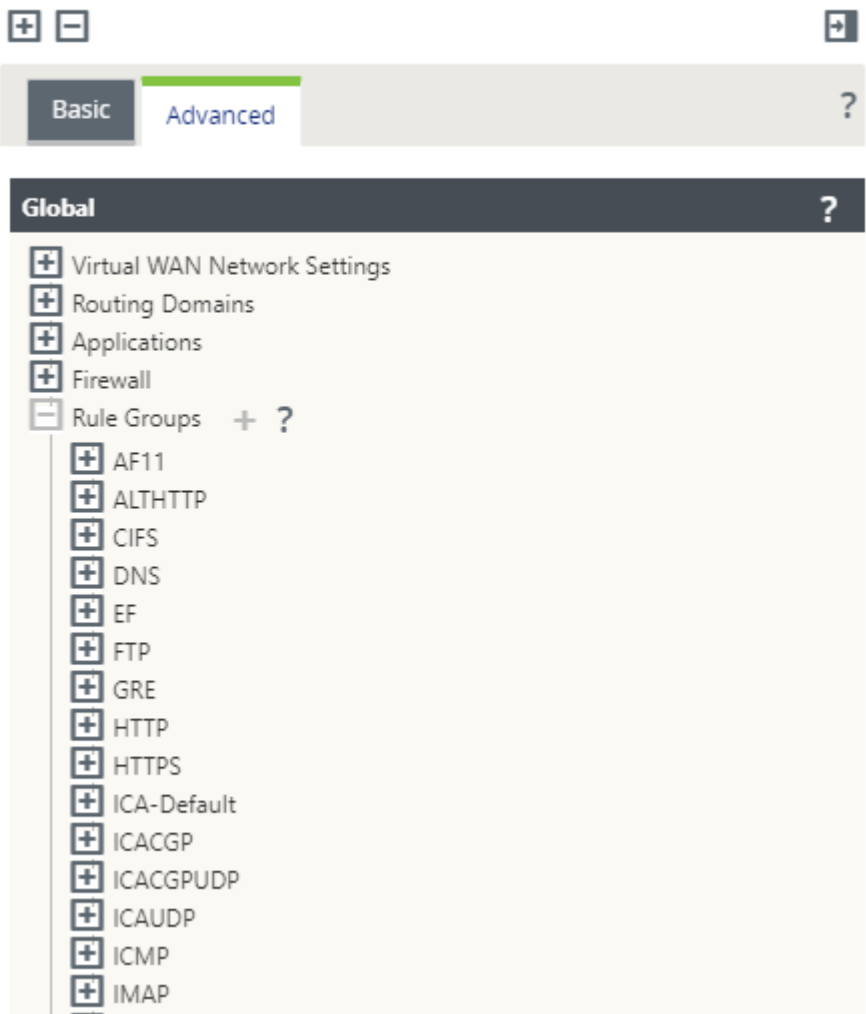 Basic
Advanced
?
Global
?
Virtual WAN Network Settings
Routing Domains
Applications
Firewall
Rule Groups + ?
AF11
ALTHTTP
CIFS
DNS
EF
FTP
GRE
HTTP
HTTPS
ICA-Default
ICACGP
ICACGPUDP
ICAUDP
ICMP
IMAP